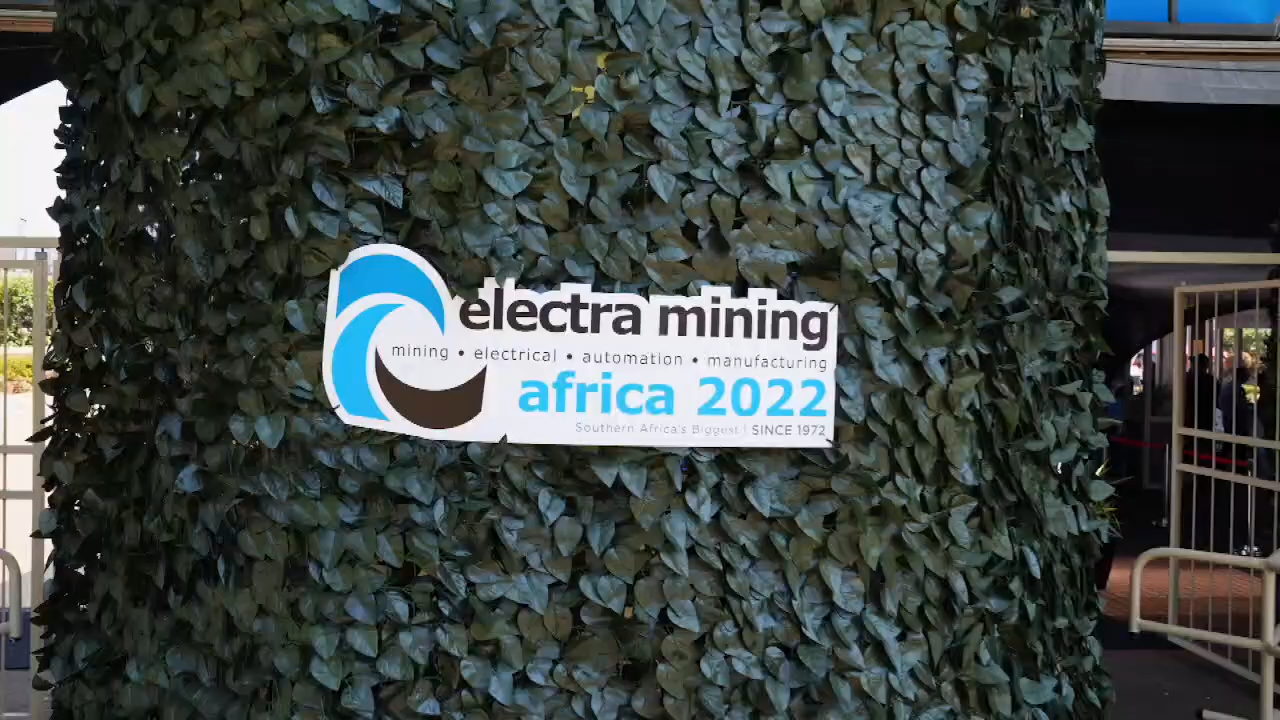 electra mining
mining • electrical • automation • manufacturing
africa 2022
Southern Africa's Biggest | SINCE 1972